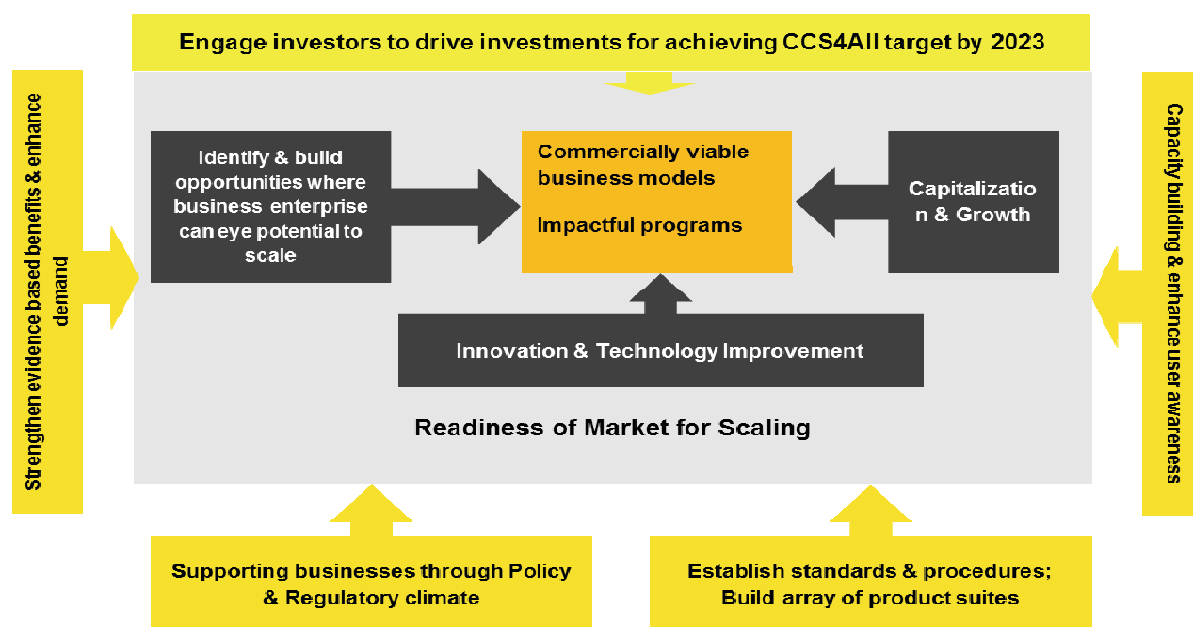 Engage investors to drive investments for achieving CCS4All target by 2023
Strengthen evidence based benefits & enhance
demand
Identify & build
opportunities where
business enterprise
can eye potential to
scale
Commercially viable
business models
Impactful programs
Capitalizatio
n & Growth
Capacity building & enhance user awareness
Innovation & Technology Improvement
Readiness of Market for Scaling
Supporting businesses through Policy
& Regulatory climate
Establish standards & procedures;
Build array of product suites